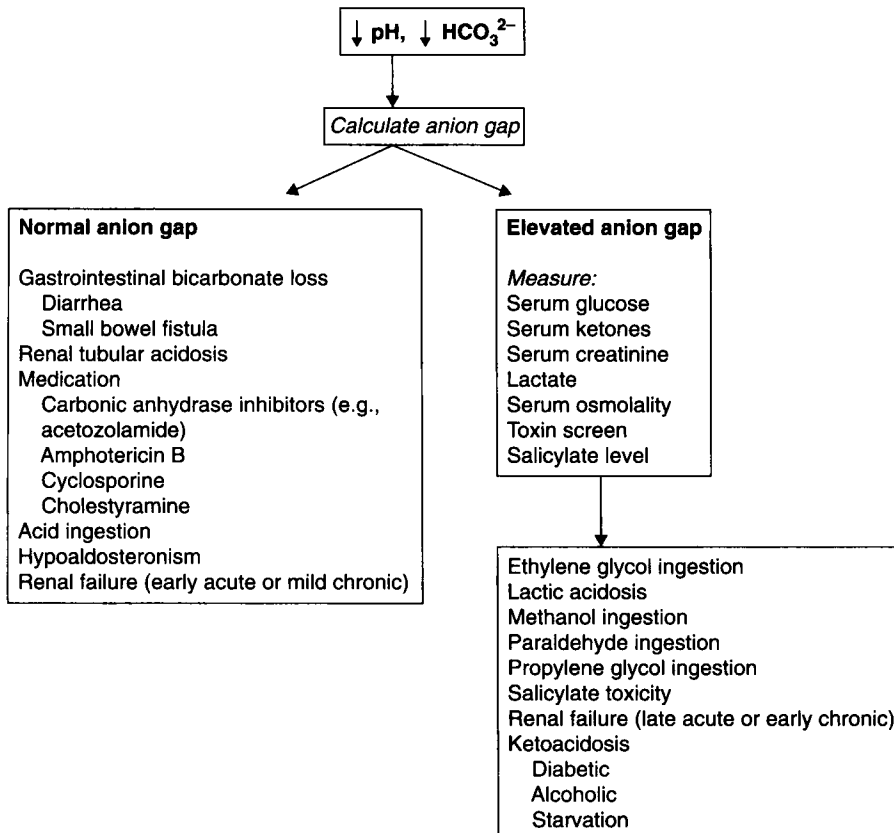 ↓ pH, ↓ HCO₃²⁻
Calculate anion gap
Normal anion gap
Gastrointestinal bicarbonate loss
Diarrhea
Small bowel fistula
Renal tubular acidosis
Medication
Carbonic anhydrase inhibitors (e.g.,
acetozolamide)
Amphotericin B
Cyclosporine
Cholestyramine
Acid ingestion
Hypoaldosteronism
Renal failure (early acute or mild chronic)
Elevated anion gap
Measure:
Serum glucose
Serum ketones
Serum creatinine
Lactate
Serum osmolality
Toxin screen
Salicylate level
Ethylene glycol ingestion
Lactic acidosis
Methanol ingestion
Paraldehyde ingestion
Propylene glycol ingestion
Salicylate toxicity
Renal failure (late acute or early chronic)
Ketoacidosis
Diabetic
Alcoholic
Starvation